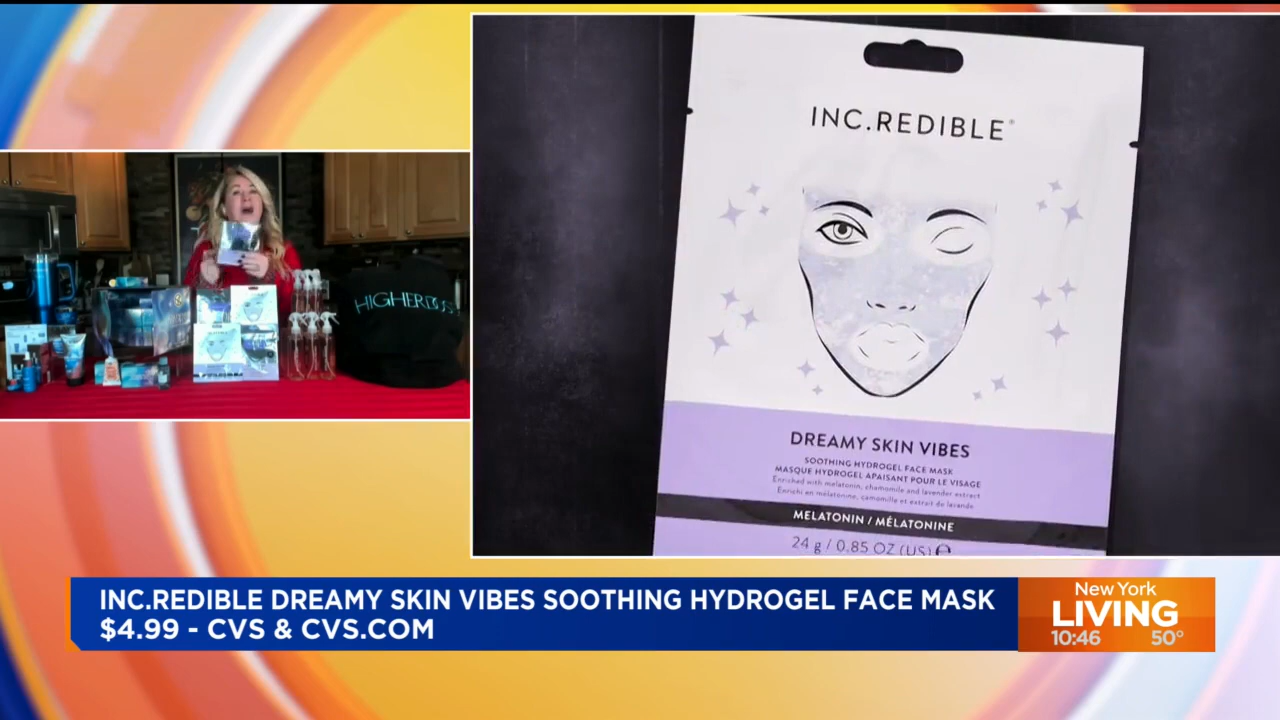 INC.REDIBLE®
DREAMY SKIN VIBES
SOOTHING HYDROGEL FACE MASK
MASQUE HYDROGEL APAISANT POUR LE VISAGE
Enriched with melatonin, chamomile and lavender extract
Enrichi en mélatonine, camomille et extrait de lavande
MELATONIN / MÉLATONINE
24 g / 0.85 OZ (US) ℮
HIGHERDOSE
INC.REDIBLE DREAMY SKIN VIBES SOOTHING HYDROGEL FACE MASK
$4.99 - CVS & CVS.COM
New York
LIVING
10:46 50°